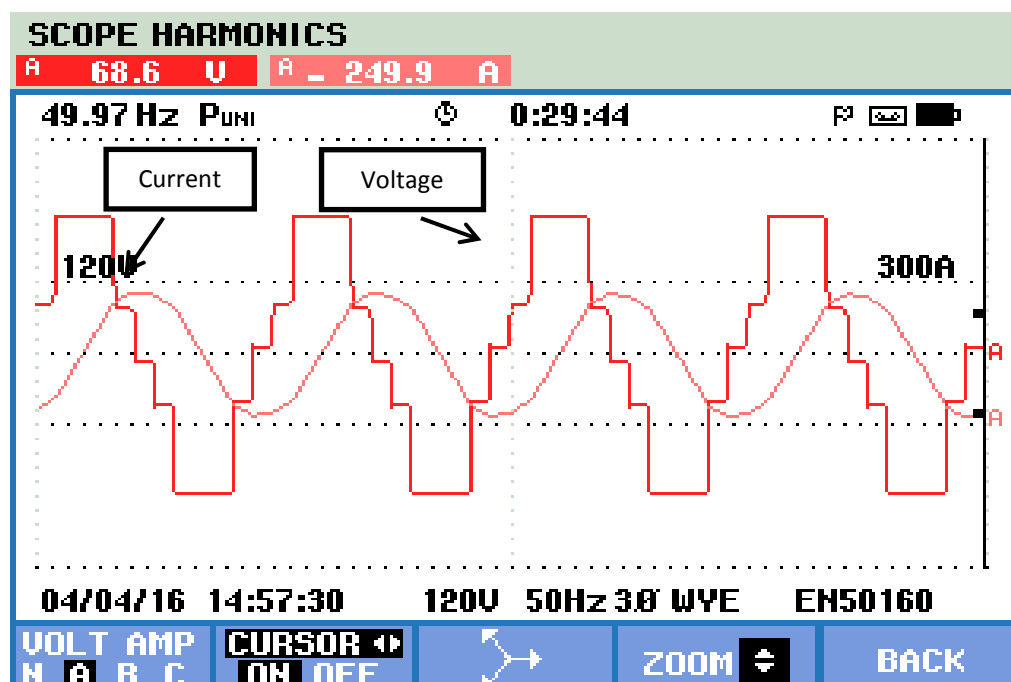 SCOPE HARMONICS
A 68.6 V A - 249.9 A
49.97 Hz PUNI 0:29:44
Current Voltage
120V 300A
A
A
04/04/16 14:57:30 120V 50Hz 3Ø WYE EN50160
VOLT AMP CURSOR
N A B C ON OFF ZOOM BACK